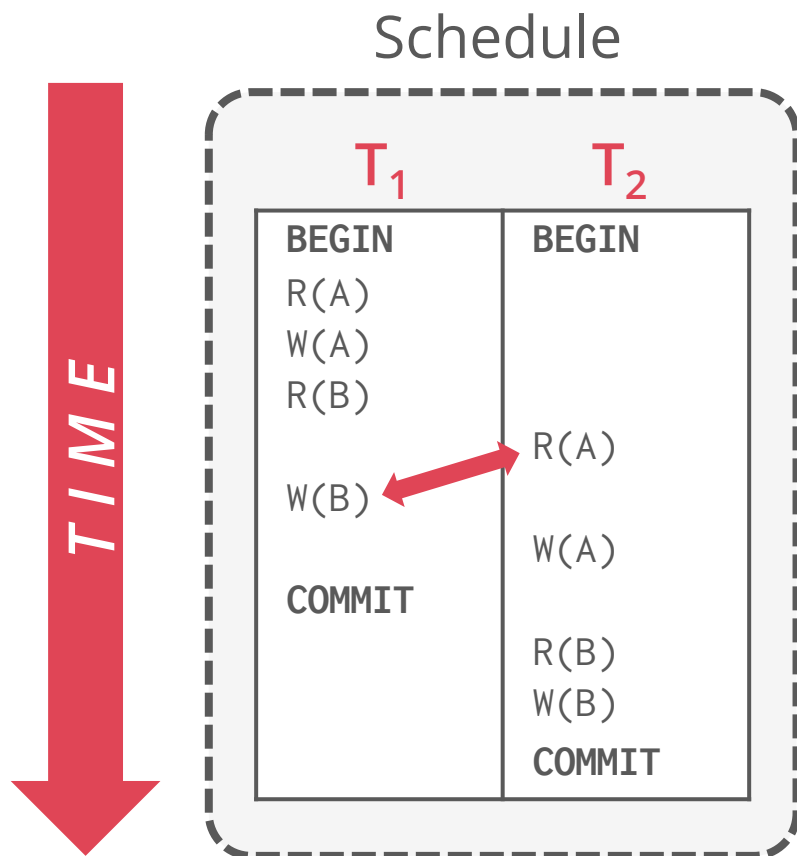 Schedule
TIME
T1 T2
BEGIN BEGIN
R(A)
W(A)
R(B)
R(A)
W(B)
W(A)
COMMIT
R(B)
W(B)
COMMIT